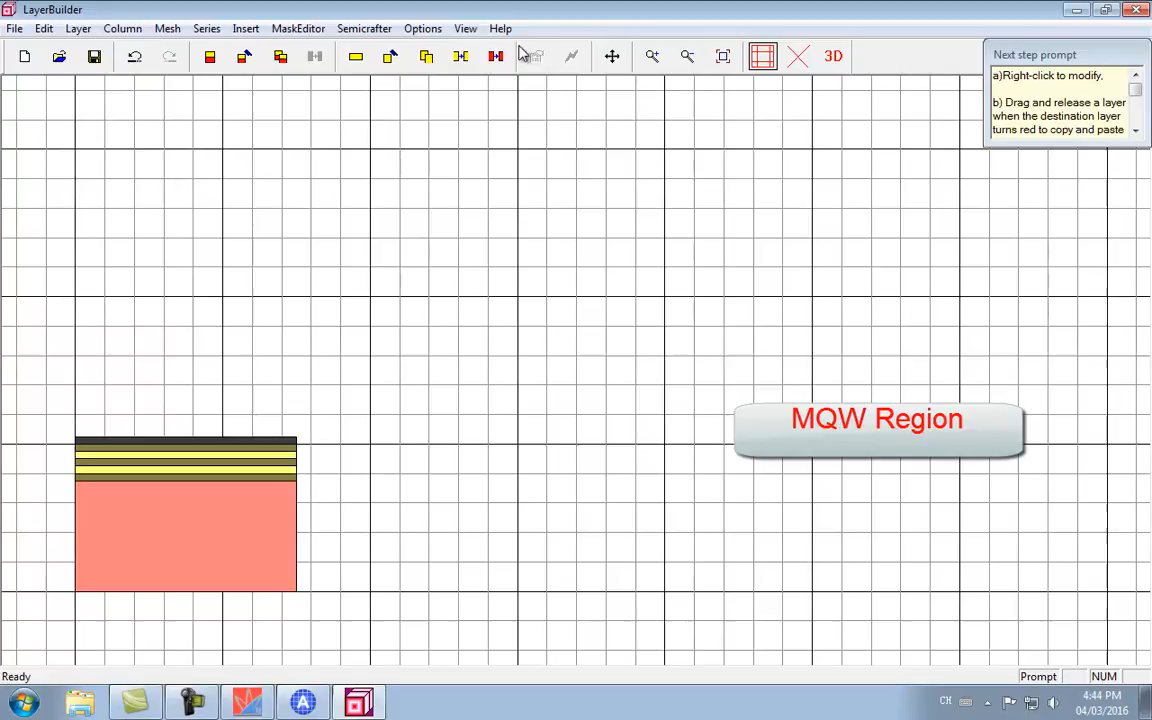 LayerBuilder
File Edit Layer Column Mesh Series Insert MaskEditor Semicrafter Options View Help
3D
Next step prompt
a)Right-click to modify,
b) Drag and release a layer
when the destination layer
turns red to copy and paste
MQW Region
Ready
Prompt
NUM
CH
4:44 PM
04/03/2016